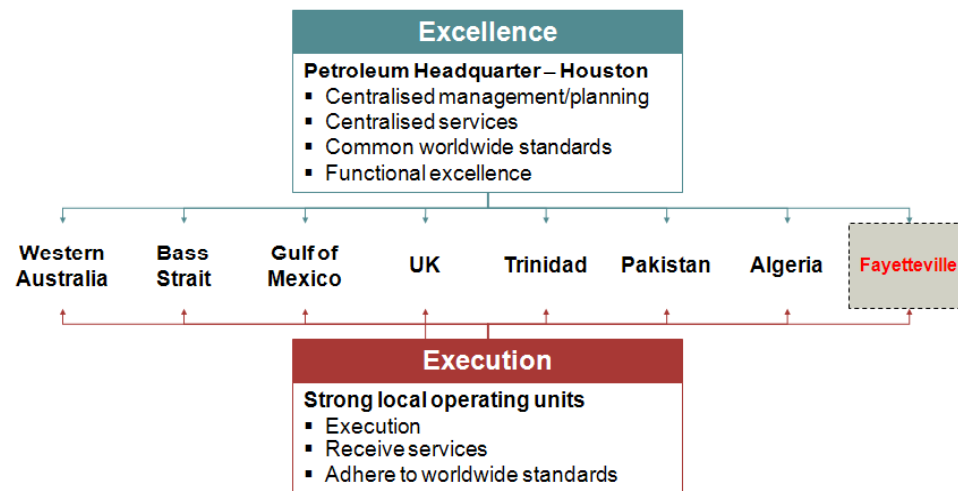 Excellence
Petroleum Headquarter – Houston
▪ Centralised management/planning
▪ Centralised services
▪ Common worldwide standards
▪ Functional excellence
Western Australia
Bass Strait
Gulf of Mexico
UK
Trinidad
Pakistan
Algeria
Fayetteville
Execution
Strong local operating units
▪ Execution
▪ Receive services
▪ Adhere to worldwide standards